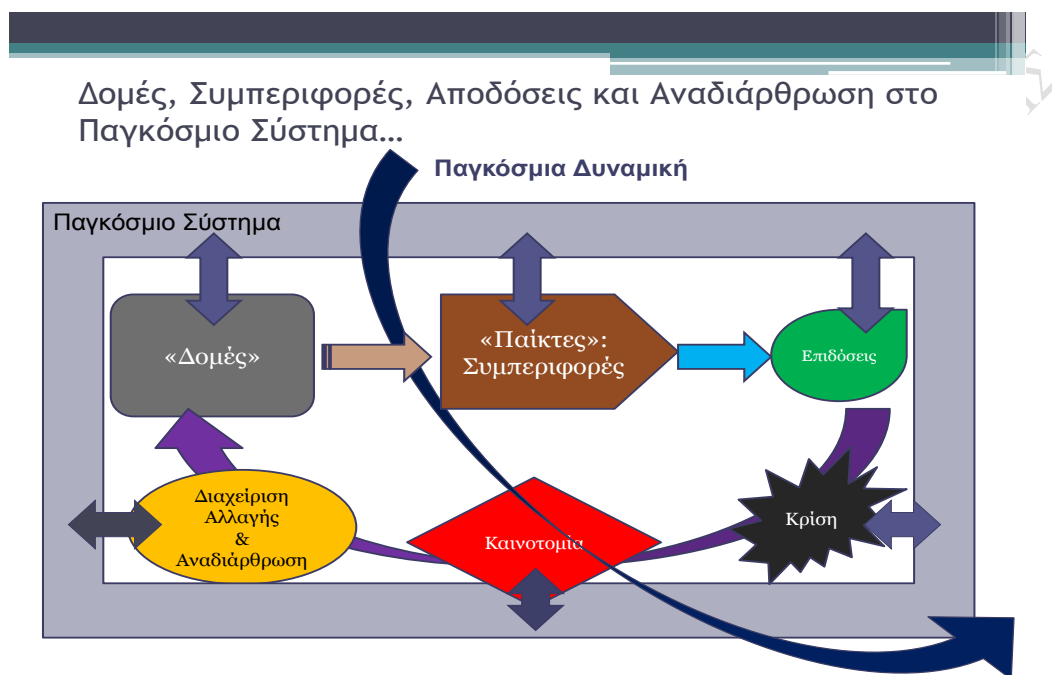 Δομές, Συμπεριφορές, Αποδόσεις και Αναδιάρθρωση στο
Παγκόσμιο Σύστημα…
Παγκόσμια Δυναμική
Παγκόσμιο Σύστημα
«Δομές»
«Παίκτες»:
Συμπεριφορές
Επιδόσεις
Διαχείριση
Αλλαγής
&
Αναδιάρθρωση
Καινοτομία
Κρίση